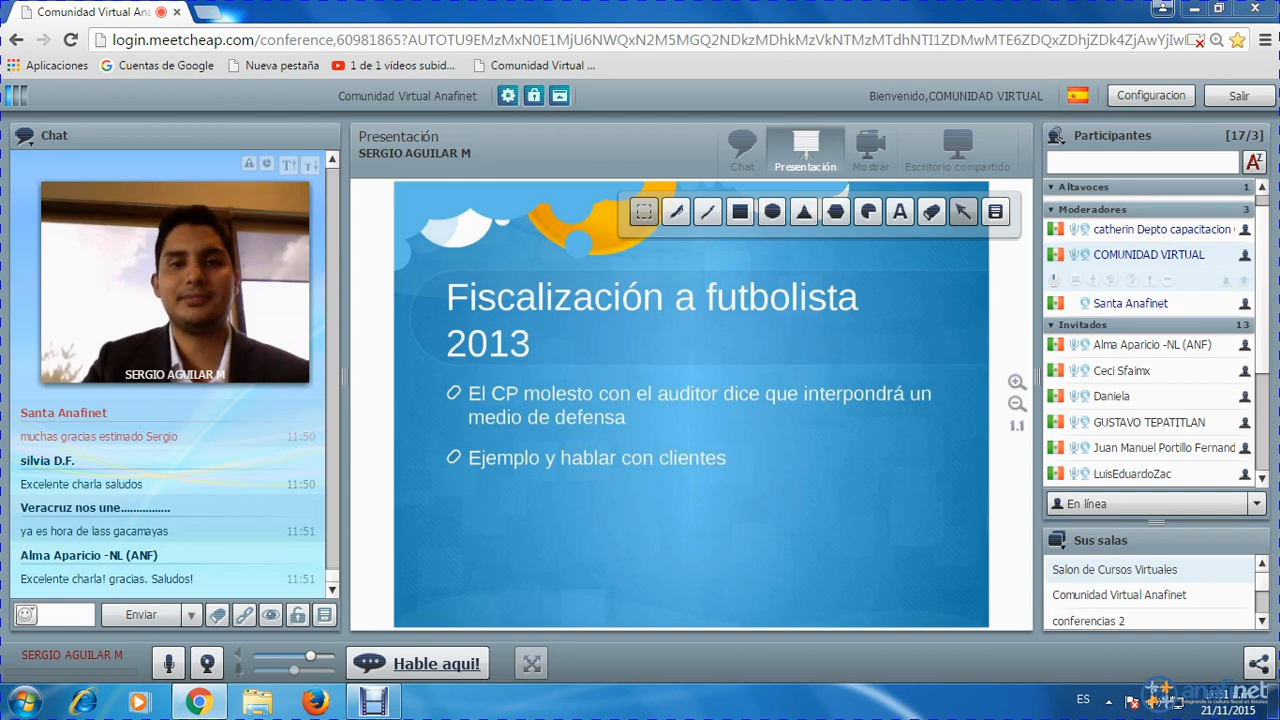 Comunidad Virtual Ana
login.meetcheap.com/conference,60981865?AUTOTU9EMzMxN0E1MjU6NWQxN2M5MGQ2NDkzMDhkMzVkNTMzMTdhNTI1ZDMwMTE6ZDQxZDhjZDk4ZjAwYjIw
Aplicaciones Cuentas de Google Nueva pestaña 1 de 1 vídeos subid... Comunidad Virtual ...
Comunidad Virtual Anafinet Bienvenido,COMUNIDAD VIRTUAL Configuracion Salir
Chat
SERGIO AGUILAR M
Santa Anafinet
muchas gracias estimado Sergio 11:50
silvia D.F.
Excelente charla saludos 11:50
Veracruz nos une................
ya es hora de lass gacamayas 11:51
Alma Aparicio -NL (ANF)
Excelente charla! gracias. Saludos! 11:51
Enviar
Presentación
SERGIO AGUILAR M
Chat Presentación Mostrar Escritorio compartido
A
Fiscalización a futbolista
2013
El CP molesto con el auditor dice que interpondrá un
medio de defensa
Ejemplo y hablar con clientes
1.1
Participantes [17/3]
Altavoces 1
Moderadores 3
catherin Depto capacitacion
COMUNIDAD VIRTUAL
Santa Anafinet
Invitados 13
Alma Aparicio -NL (ANF)
Ceci Sfaimx
Daniela
GUSTAVO TEPATITLAN
Juan Manuel Portillo Fernand
LuisEduardoZac
En línea
Sus salas
Salon de Cursos Virtuales
Comunidad Virtual Anafinet
conferencias 2
SERGIO AGUILAR M
Hable aqui!
ES
anafinet
21/11/2015